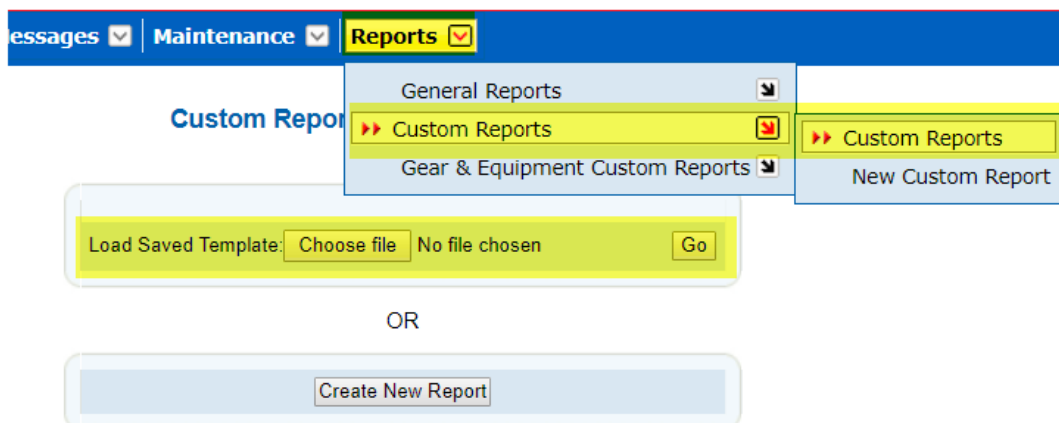 essages Maintenance Reports
General Reports
Custom Repor
Custom Reports
Custom Reports
Gear & Equipment Custom Reports
New Custom Report
Load Saved Template: Choose file No file chosen Go
OR
Create New Report